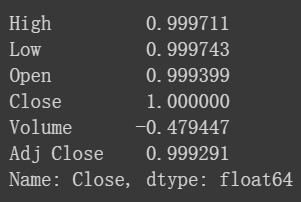 High 0.999711
Low 0.999743
Open 0.999399
Close 1.000000
Volume -0.479447
Adj Close 0.999291
Name: Close, dtype: float64